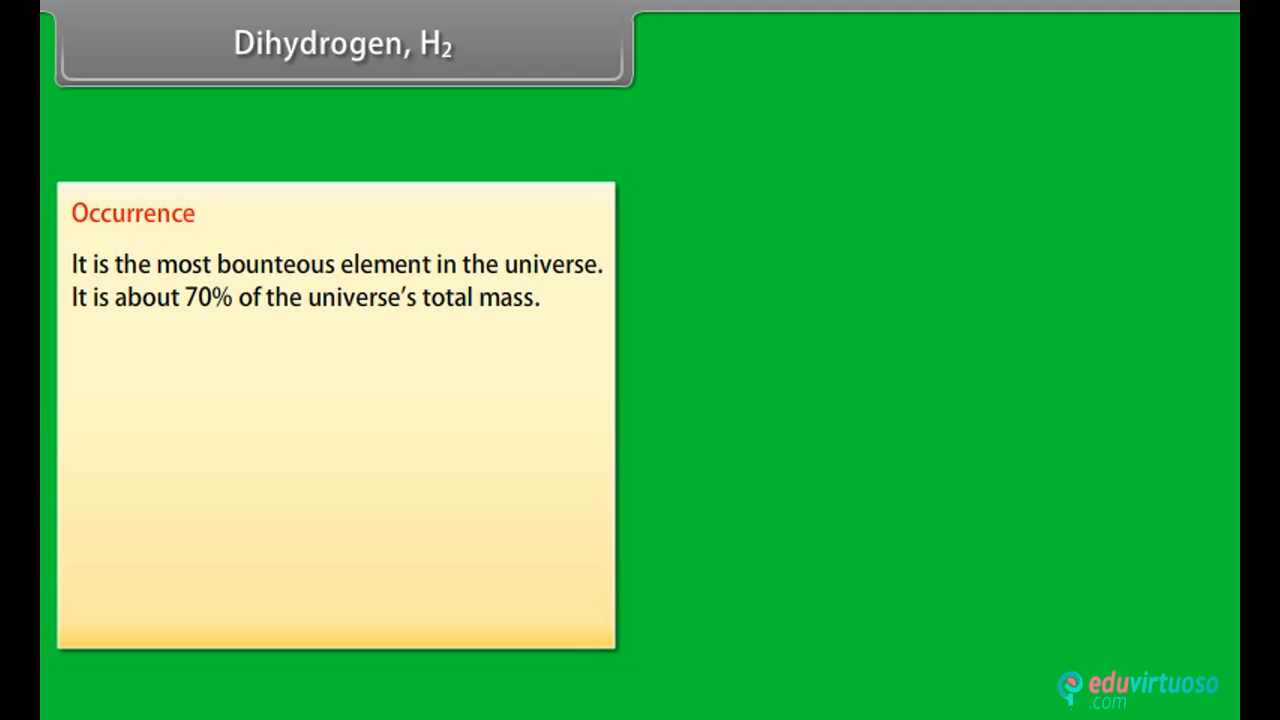 Dihydrogen, H₂
Occurrence
It is the most bounteous element in the universe.
It is about 70% of the universe’s total mass.
eduvirtuoso
.com